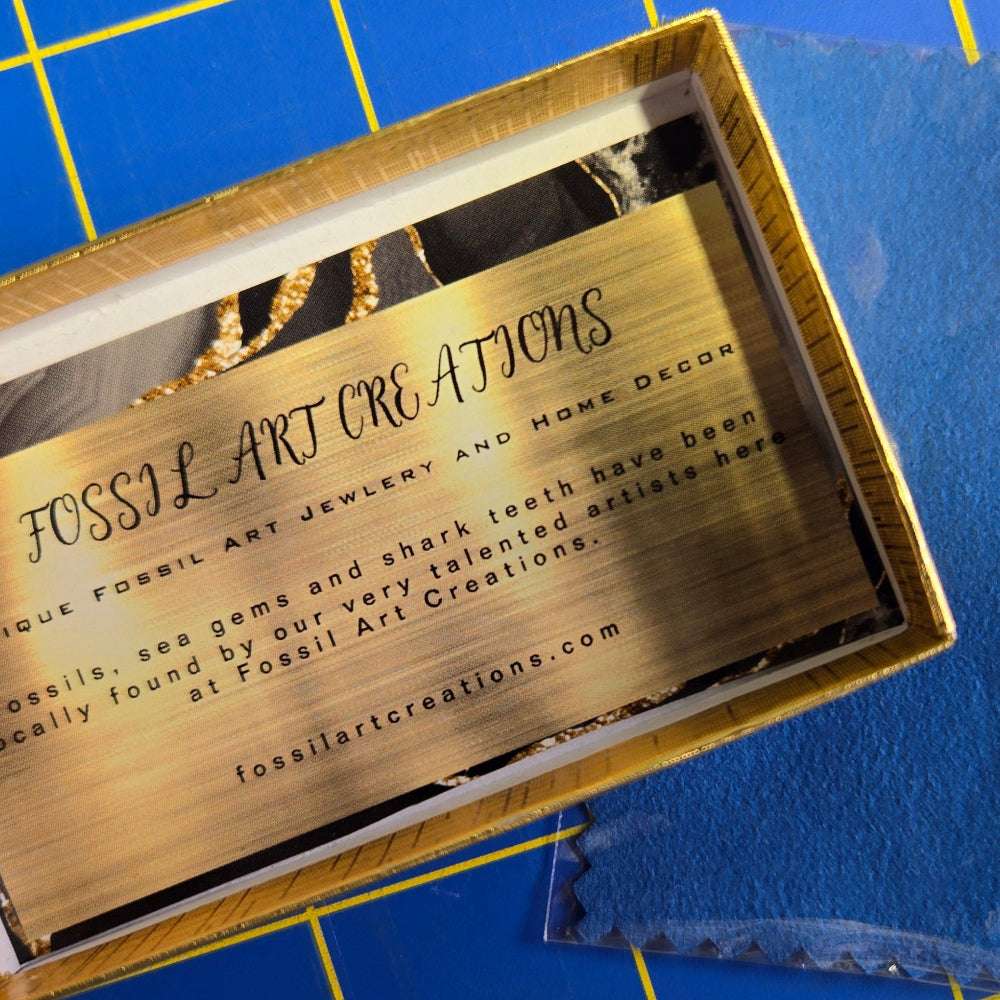 FOSSIL ART CREATIONS
IQUE FOSSIL ART JEWLERY AND HOME DECOR
ossils, sea gems and shark teeth have been
ocally found by our very talented artists here
at Fossil Art Creations.
fossilartcreations.com